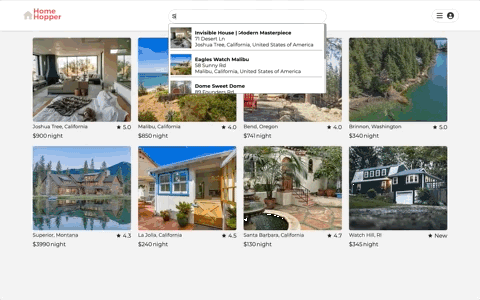 Home
Hopper
S
Invisible House | Modern Masterpiece
71 Desert Ln
Joshua Tree, California, United States of America
Eagles Watch Malibu
58 Sunny Rd
Malibu, California, United States of America
Dome Sweet Dome
89 Founders Rd
Joshua Tree, California ★ 5.0
$900 night
Malibu, California ★ 4.0
$850 night
Bend, Oregon ★ 4.0
$741 night
Brinnon, Washington ★ 5.0
$340 night
Superior, Montana ★ 4.3
$3990 night
La Jolla, California ★ 4.5
$240 night
Santa Barbara, California ★ 4.7
$130 night
Watch Hill, RI ★ New
$345 night